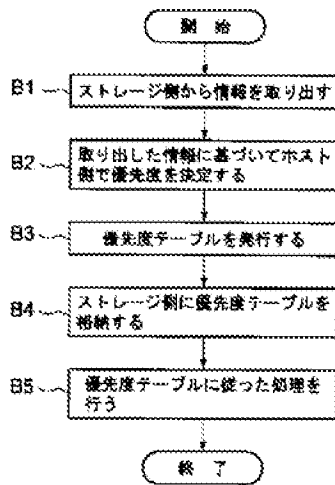 開 始
B1
ストレージ側から情報を取り出す
B2
取り出した情報に基づいてホスト
側で優先度を決定する
B3
優先度テーブルを発行する
B4
ストレージ側に優先度テーブルを
格納する
B5
優先度テーブルに従った処理を
行う
終 了